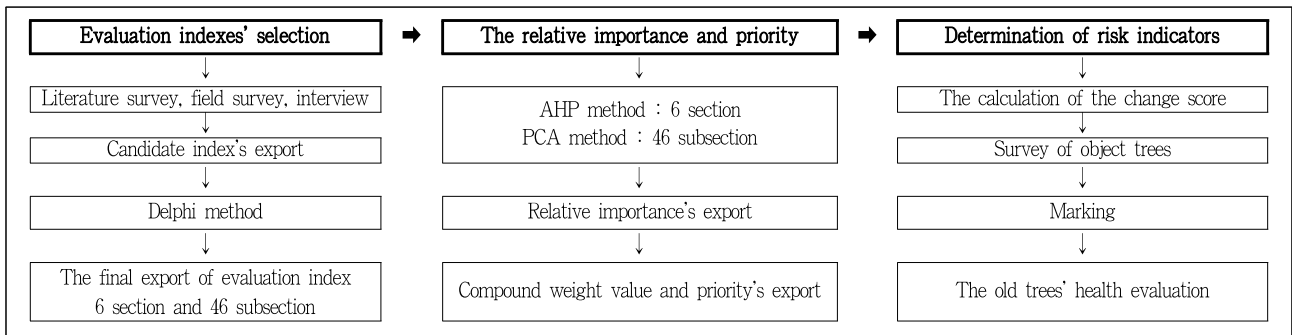 Evaluation indexes' selection
Literature survey, field survey, interview
Candidate index's export
Delphi method
The final export of evaluation index
6 section and 46 subsection
The relative importance and priority
AHP method : 6 section
PCA method : 46 subsection
Relative importance's export
Compound weight value and priority's export
Determination of risk indicators
The calculation of the change score
Survey of object trees
Marking
The old trees' health evaluation